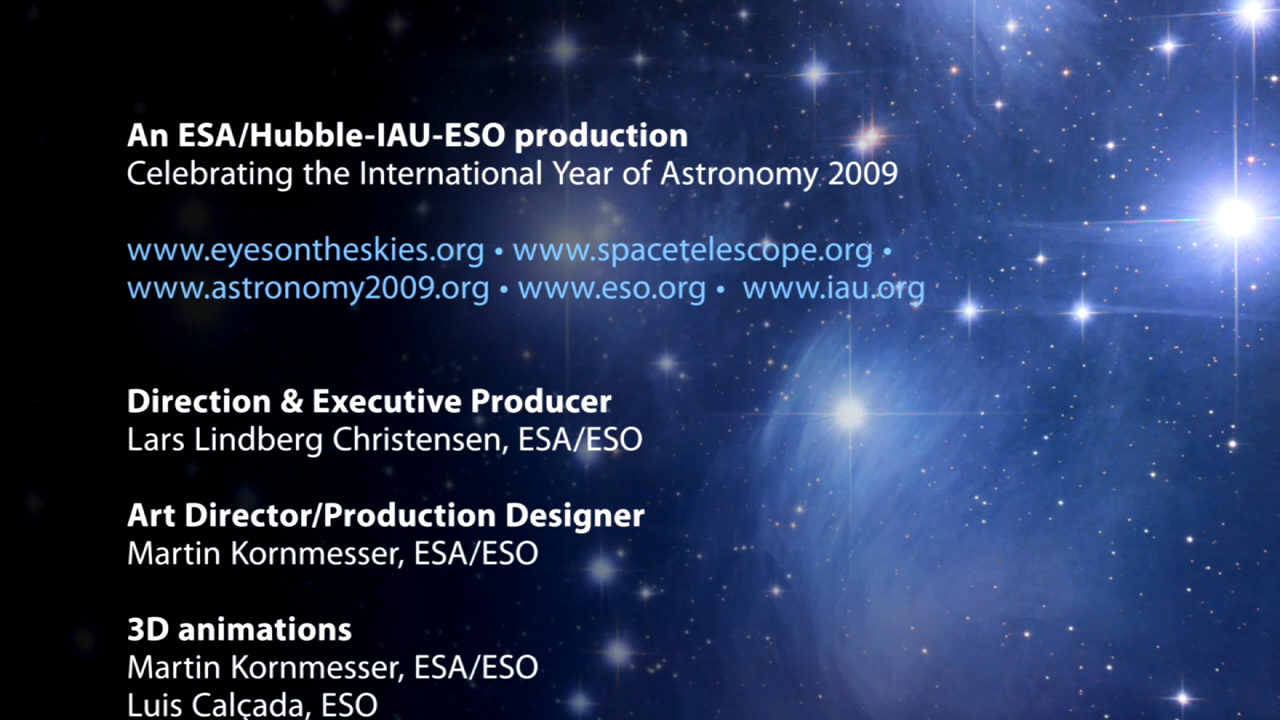 An ESA/Hubble-IAU-ESO production
Celebrating the International Year of Astronomy 2009
www.eyesontheskies.org • www.spacetelescope.org •
www.astronomy2009.org • www.eso.org • www.iau.org
Direction & Executive Producer
Lars Lindberg Christensen, ESA/ESO
Art Director/Production Designer
Martin Kornmesser, ESA/ESO
3D animations
Martin Kornmesser, ESA/ESO
Luis Calçada, ESO